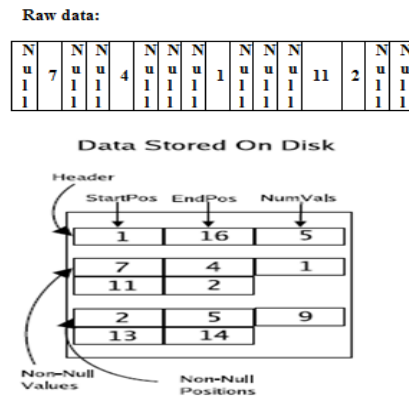 Raw data:
Null 7 Null Null 4 Null Null Null 1 Null Null Null 11 2 Null Null
Data Stored On Disk
Header
StartPos EndPos NumVals
1 16 5
7 4 1
11 2
2 5 9
13 14
Non-Null
Values
Non-Null
Positions